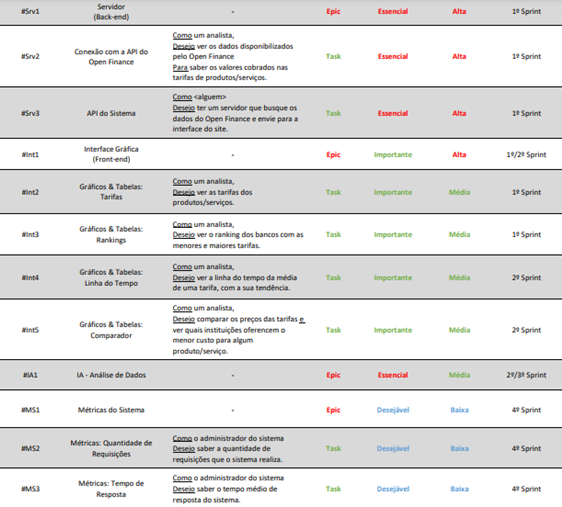 #Srv1 Servidor (Back-end) - Epic Essencial Alta 1º Sprint
#Srv2 Conexão com a API do Open Finance
Como um analista,
Desejo ver os dados disponibilizados
pelo Open Finance
Para saber os valores cobrados nas
tarifas de produtos/serviços.
Task Essencial Alta 1º Sprint
#Srv3 API do Sistema
Como <alguem>
Desejo ter um servidor que busque os
dados do Open Finance e envie para a
interface do site.
Task Essencial Alta 1º Sprint
#Int1 Interface Gráfica (Front-end) - Epic Importante Alta 1º/2º Sprint
#Int2 Gráficos & Tabelas: Tarifas
Como um analista,
Desejo ver as tarifas dos
produtos/serviços.
Task Importante Média 1º Sprint
#Int3 Gráficos & Tabelas: Rankings
Como um analista,
Desejo ver o ranking dos bancos com as
menores e maiores tarifas.
Task Importante Média 1º Sprint
#Int4 Gráficos & Tabelas: Linha do Tempo
Como um analista,
Desejo ver a linha do tempo da média
de uma tarifa, com a sua tendência.
Task Importante Média 2º Sprint
#Int5 Gráficos & Tabelas: Comparador
Como um analista,
Desejo comparar os preços das tarifas e
ver quais instituições oferencem o
menor custo para algum
produto/serviço.
Task Importante Média 2º Sprint
#IA1 IA - Análise de Dados - Epic Essencial Média 2º/3º Sprint
#MS1 Métricas do Sistema - Epic Desejável Baixa 4º Sprint
#MS2 Métricas: Quantidade de Requisições
Como o administrador do sistema
Desejo saber a quantidade de
requisições que o sistema realiza.
Task Desejável Baixa 4º Sprint
#MS3 Métricas: Tempo de Resposta
Como o administrador do sistema
Desejo saber o tempo médio de
resposta do sistema.
Task Desejável Baixa 4º Sprint